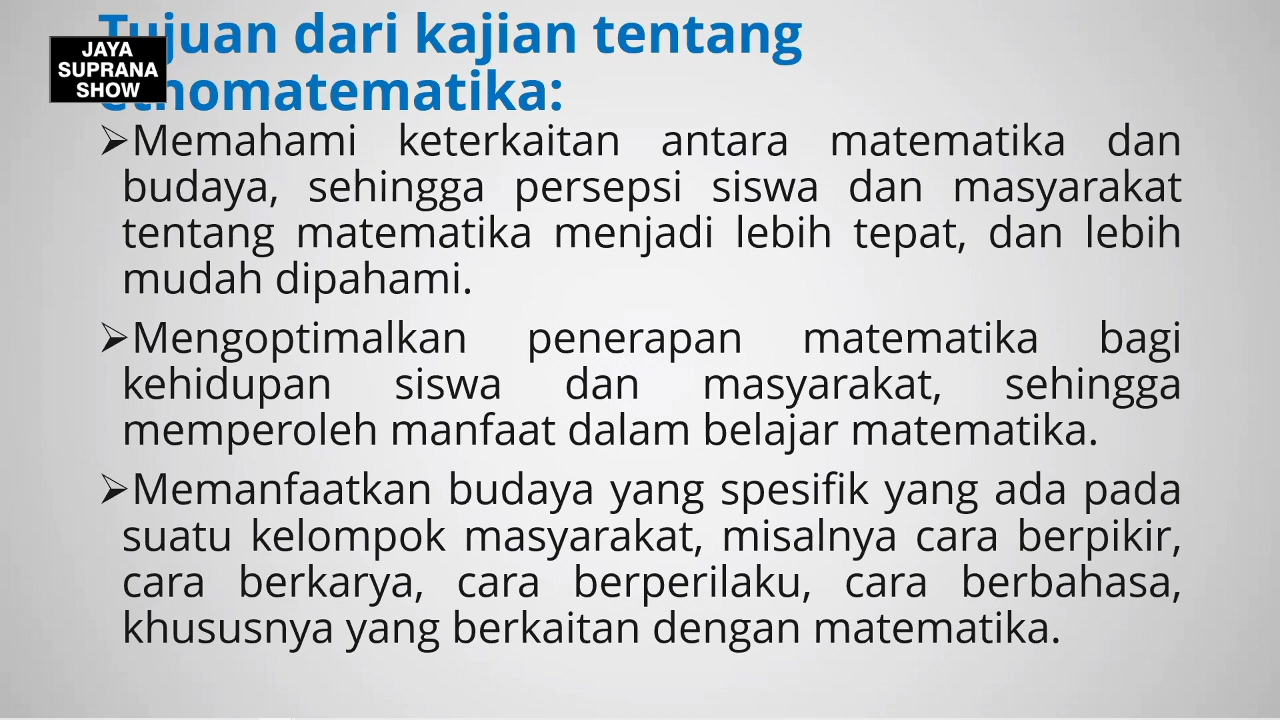 Tujuan dari kajian tentang
etnomatematika:
JAYA
SUPRANA
SHOW
➢Memahami keterkaitan antara matematika dan
budaya, sehingga persepsi siswa dan masyarakat
tentang matematika menjadi lebih tepat, dan lebih
mudah dipahami.
➢Mengoptimalkan penerapan matematika bagi
kehidupan siswa dan masyarakat, sehingga
memperoleh manfaat dalam belajar matematika.
➢Memanfaatkan budaya yang spesifik yang ada pada
suatu kelompok masyarakat, misalnya cara berpikir,
cara berkarya, cara berperilaku, cara berbahasa,
khususnya yang berkaitan dengan matematika.